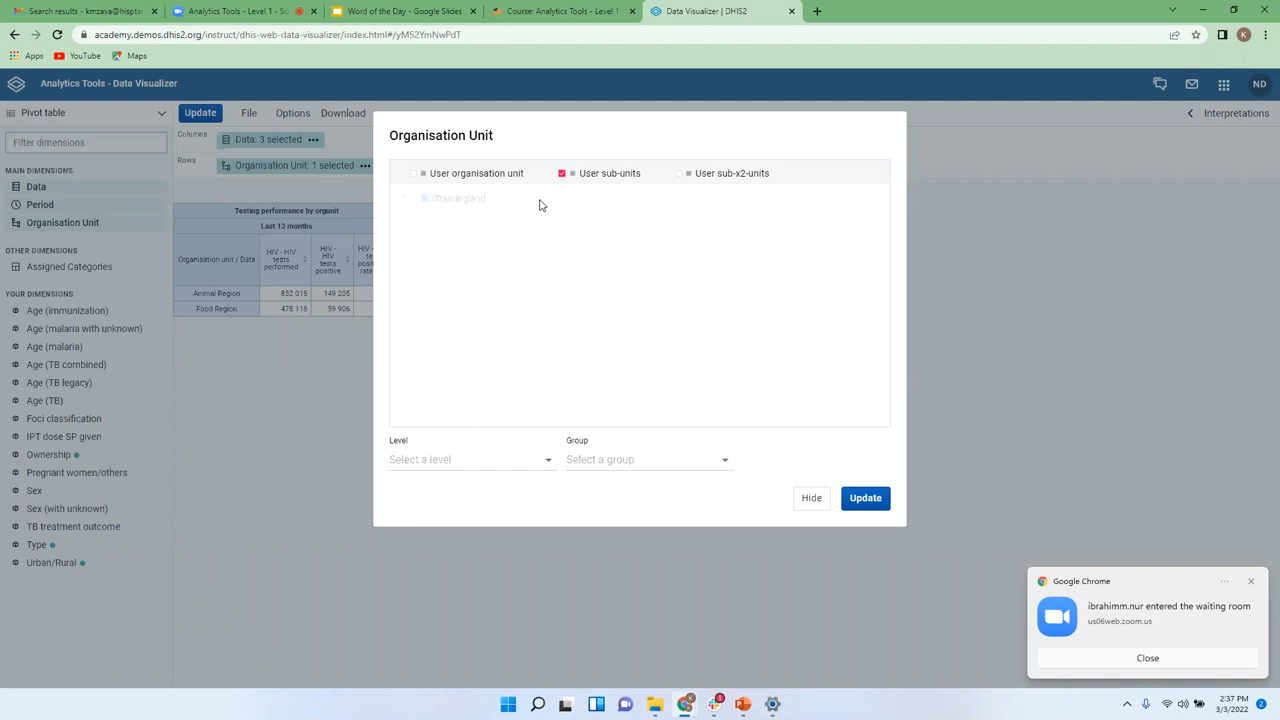 Search results - kmzava@hispta
Analytics Tools - Level 1 - V
Word of the Day - Google Slides
Course: Analytics Tools - Level 1
Data Visualizer | DHIS2
academy.demos.dhis2.org/instruct/dhis-web-data-visualizer/index.html#/yM52YmNwPdT
K
Apps
YouTube
Maps
Analytics Tools - Data Visualizer
ND
Pivot table
Update
File
Options
Download
Interpretations
Filter dimensions
MAIN DIMENSIONS
Data
Period
Organisation Unit
OTHER DIMENSIONS
Assigned Categories
YOUR DIMENSIONS
Age (immunization)
Age (malaria with unknown)
Age (malaria)
Age (TB combined)
Age (TB legacy)
Age (TB)
Foci classification
IPT dose SP given
Ownership
Pregnant women/others
Sex
Sex (with unknown)
TB treatment outcome
Type
Urban/Rural
Columns
Data: 3 selected
Rows
Organisation Unit: 1 selected
Testing performance by orgunit
Last 12 months
Organisation unit / Data
HIV - HIV tests performed
HIV - HIV tests positive
HIV tests posit rate
Animal Region 852 015 149 205
Food Region 478 118 59 906
Organisation Unit
User organisation unit
User sub-units
User sub-x2-units
Trainingland
Level
Select a level
Group
Select a group
Hide
Update
Google Chrome
ibrahimm.nur entered the waiting room
us06web.zoom.us
Close
2:37 PM
3/3/2022
2